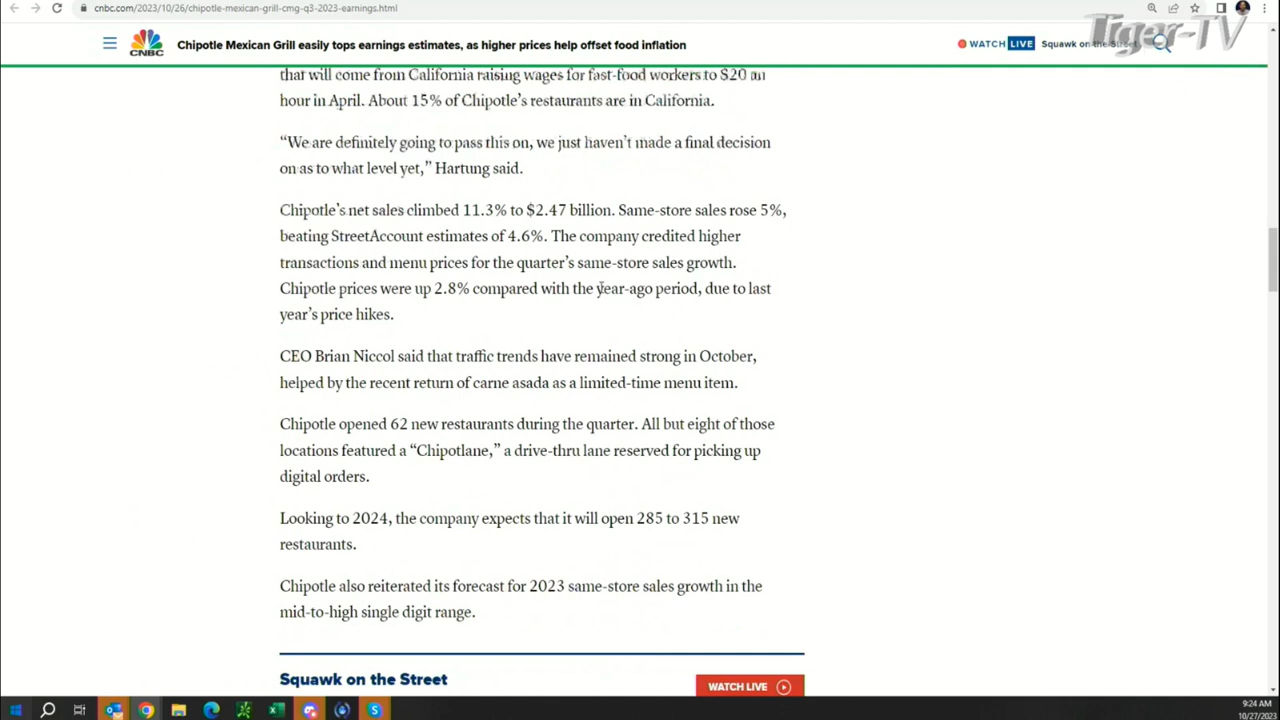 cnbc.com/2023/10/26/chipotle-mexican-grill-cmg-q3-2023-earnings.html
Tiger-TV
CNBC
Chipotle Mexican Grill easily tops earnings estimates, as higher prices help offset food inflation
WATCH LIVE Squawk on the Street
that will come from California raising wages for fast-food workers to $20 an
hour in April. About 15% of Chipotle's restaurants are in California.
“We are definitely going to pass this on, we just haven't made a final decision
on as to what level yet,” Hartung said.
Chipotle's net sales climbed 11.3% to $2.47 billion. Same-store sales rose 5%,
beating StreetAccount estimates of 4.6%. The company credited higher
transactions and menu prices for the quarter's same-store sales growth.
Chipotle prices were up 2.8% compared with the year-ago period, due to last
year's price hikes.
CEO Brian Niccol said that traffic trends have remained strong in October,
helped by the recent return of carne asada as a limited-time menu item.
Chipotle opened 62 new restaurants during the quarter. All but eight of those
locations featured a “Chipotlane,” a drive-thru lane reserved for picking up
digital orders.
Looking to 2024, the company expects that it will open 285 to 315 new
restaurants.
Chipotle also reiterated its forecast for 2023 same-store sales growth in the
mid-to-high single digit range.
Squawk on the Street
WATCH LIVE
9:24 AM
10/27/2023